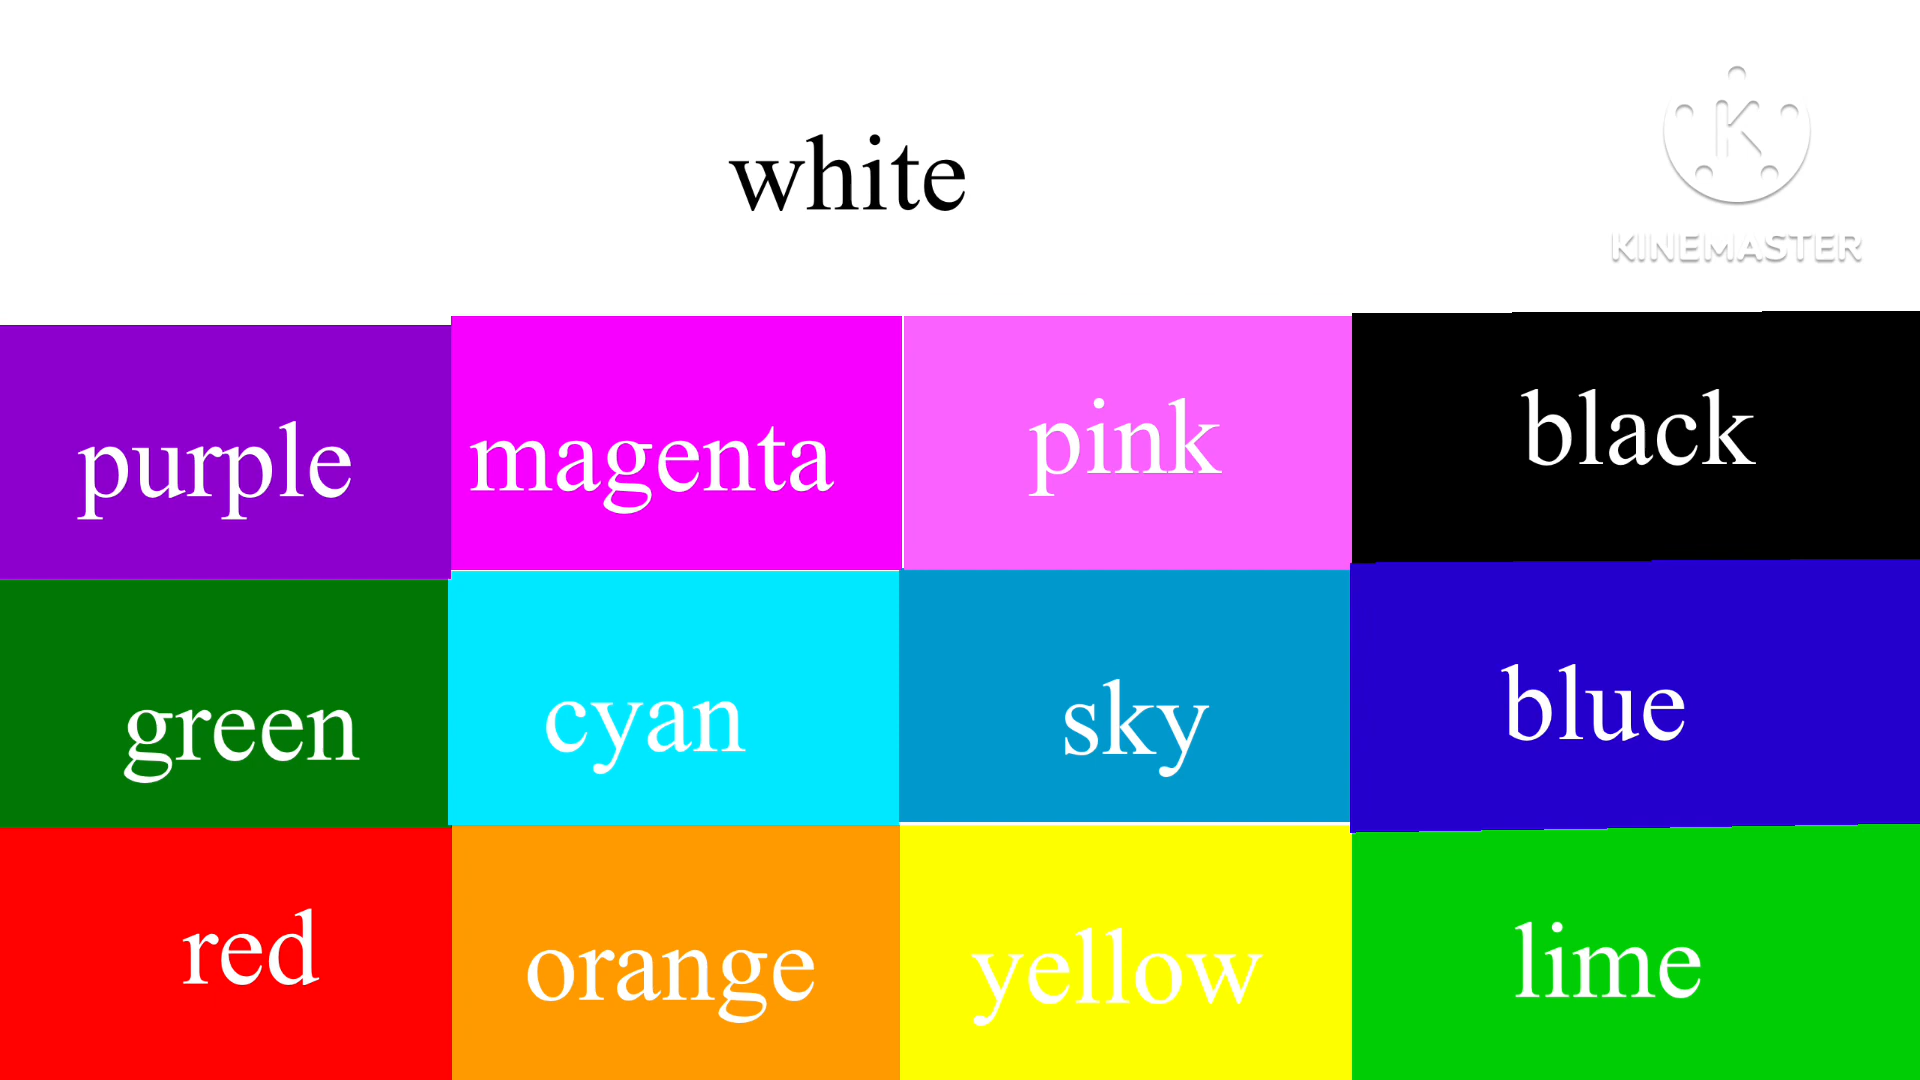 white
K
KINEMASTER
purple
magenta
pink
black
green
cyan
sky
blue
red
orange
yellow
lime